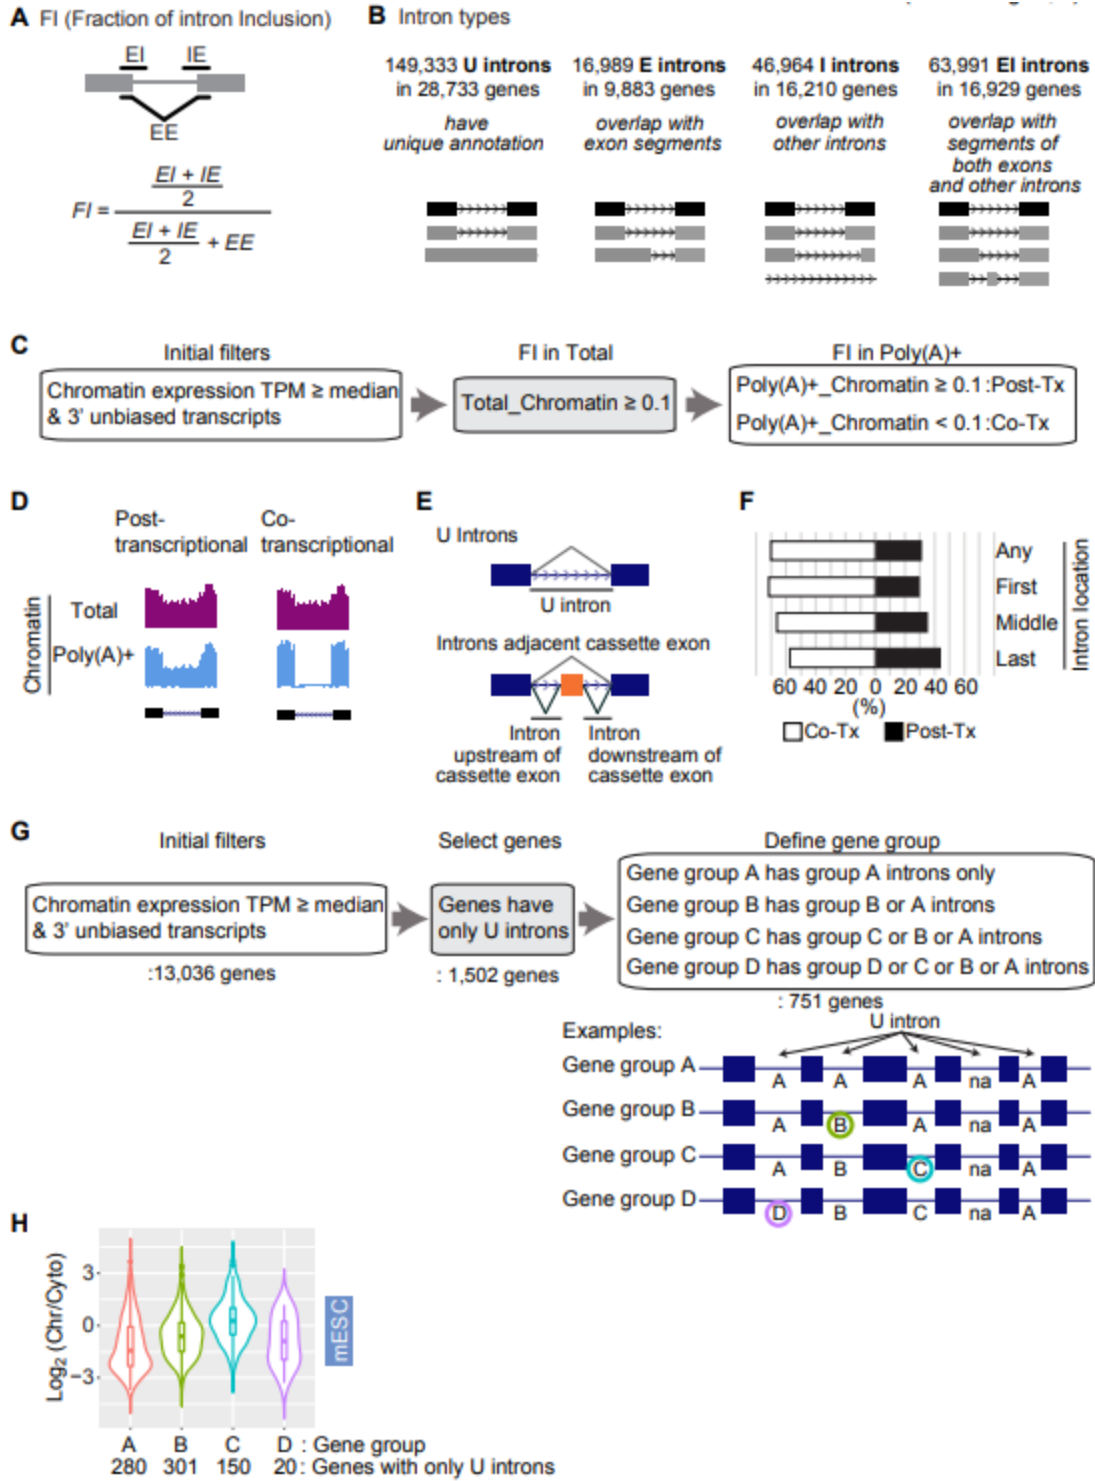 A FI (Fraction of intron Inclusion)
EI IE
EE
FI = EI + IE / 2
EI + IE / 2 + EE
B Intron types
149,333 U introns
in 28,733 genes
have
unique annotation
16,989 E introns
in 9,883 genes
overlap with
exon segments
46,964 I introns
in 16,210 genes
overlap with
other introns
63,991 EI introns
in 16,929 genes
overlap with
segments of
both exons
and other introns
C
Initial filters
Chromatin expression TPM ≥ median
& 3' unbiased transcripts
FI in Total
Total_Chromatin ≥ 0.1
FI in Poly(A)+
Poly(A)+_Chromatin ≥ 0.1:Post-Tx
Poly(A)+_Chromatin < 0.1:Co-Tx
D
Post-
transcriptional
Co-
transcriptional
Chromatin
Total
Poly(A)+
E
U Introns
U intron
Introns adjacent cassette exon
Intron
upstream of
cassette exon
Intron
downstream of
cassette exon
F
Any
First
Middle
Last
Intron location
60 40 20 0 20 40 60
(%)
Co-Tx Post-Tx
G
Initial filters
Chromatin expression TPM ≥ median
& 3' unbiased transcripts
:13,036 genes
Select genes
Genes have
only U introns
: 1,502 genes
Define gene group
Gene group A has group A introns only
Gene group B has group B or A introns
Gene group C has group C or B or A introns
Gene group D has group D or C or B or A introns
: 751 genes
Examples:
U intron
Gene group A
A A A na A
Gene group B
A B A na A
Gene group C
A B C na A
Gene group D
D B C na A
H
Log2 (Chr/Cyto)
3
0
−3
mESC
A B C D : Gene group
280 301 150 20: Genes with only U introns